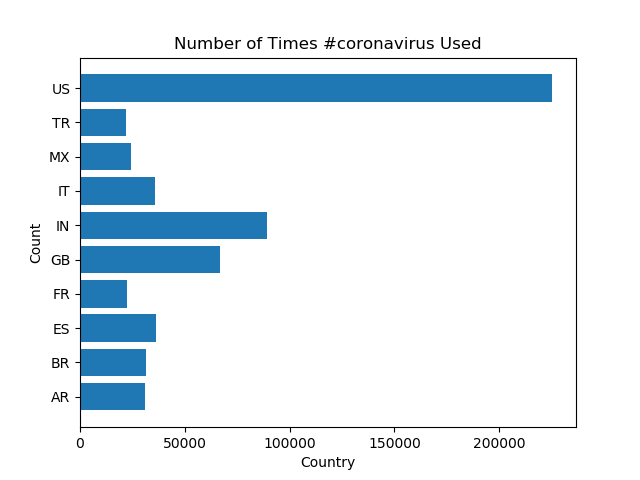 Number of Times #coronavirus Used
US
TR
MX
IT
IN
GB
FR
ES
BR
AR
Count
0 50000 100000 150000 200000
Country